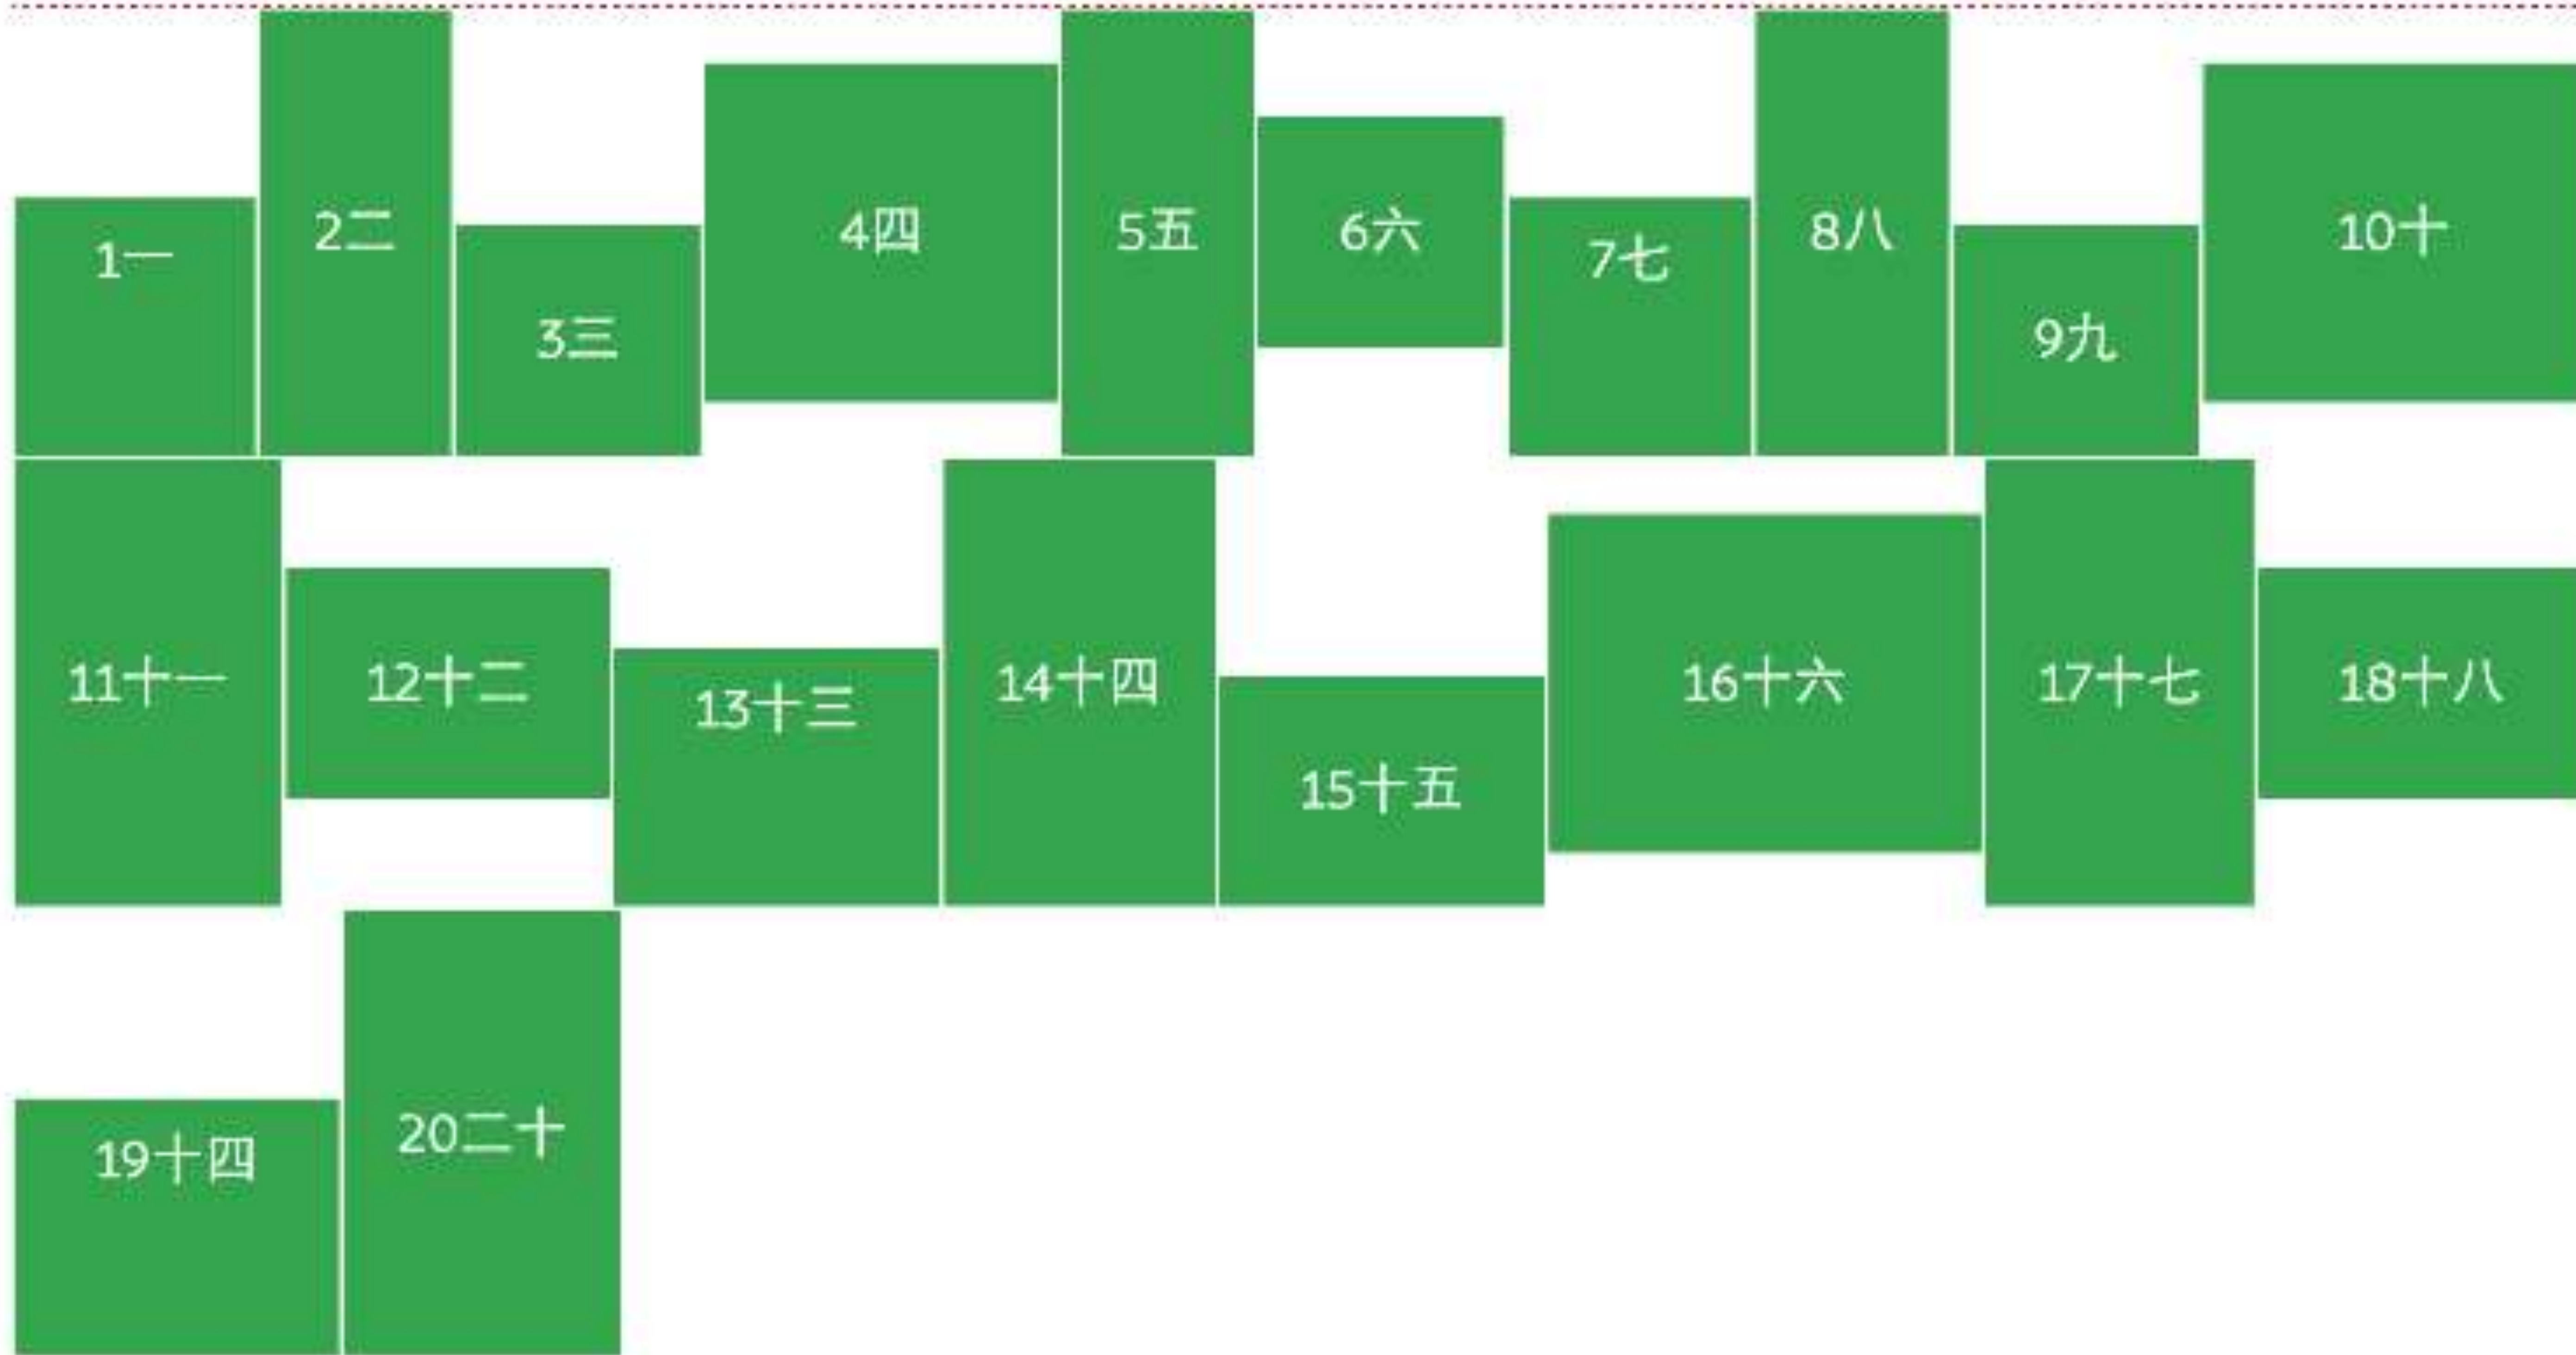 1一
2二
3三
4四
5五
6六
7七
8八
9九
10十
11十一
12十二
13十三
14十四
15十五
16十六
17十七
18十八
19十四
20二十